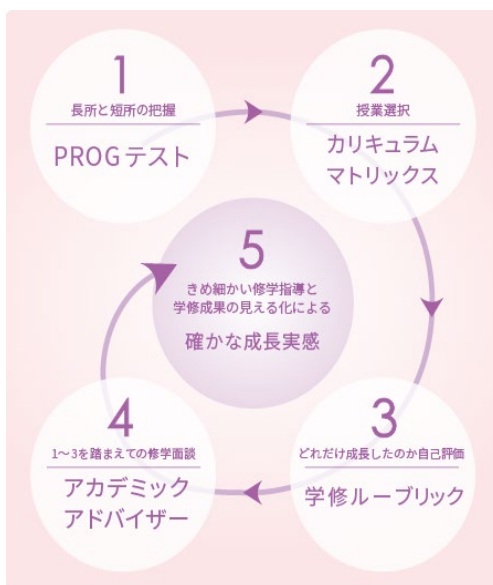 1
長所と短所の把握
PROGテスト
2
授業選択
カリキュラム
マトリックス
3
どれだけ成長したのか自己評価
学修ルーブリック
4
1～3を踏まえての修学面談
アカデミック
アドバイザー
5
きめ細かい修学指導と
学修成果の見える化による
確かな成長実感